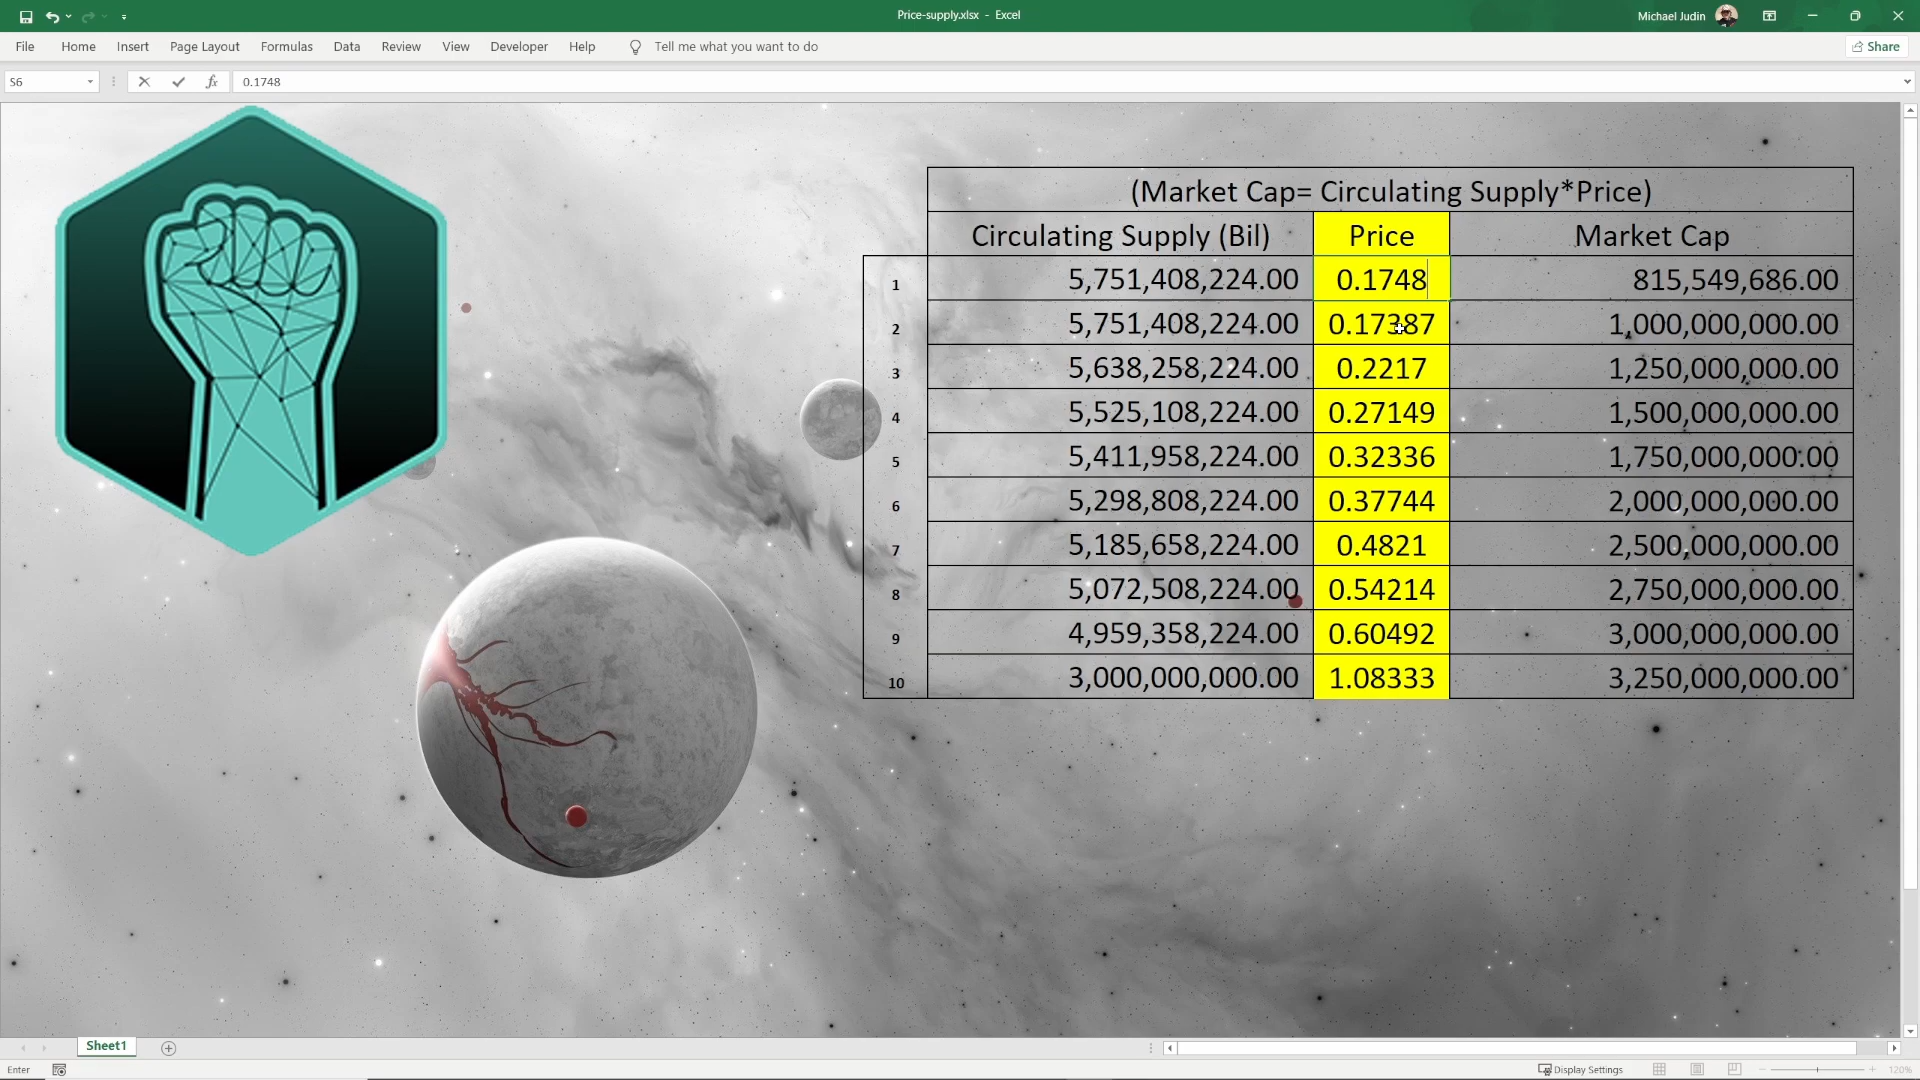 Price-supply.xlsx - Excel
Michael Judin
File Home Insert Page Layout Formulas Data Review View Developer Help Tell me what you want to do
Share
S6 fx 0.1748
(Market Cap= Circulating Supply*Price)
Circulating Supply (Bil) Price Market Cap
1 5,751,408,224.00 0.1748 815,549,686.00
2 5,751,408,224.00 0.17387 1,000,000,000.00
3 5,638,258,224.00 0.2217 1,250,000,000.00
4 5,525,108,224.00 0.27149 1,500,000,000.00
5 5,411,958,224.00 0.32336 1,750,000,000.00
6 5,298,808,224.00 0.37744 2,000,000,000.00
7 5,185,658,224.00 0.4821 2,500,000,000.00
8 5,072,508,224.00 0.54214 2,750,000,000.00
9 4,959,358,224.00 0.60492 3,000,000,000.00
10 3,000,000,000.00 1.08333 3,250,000,000.00
Sheet1
Enter
Display Settings
120%